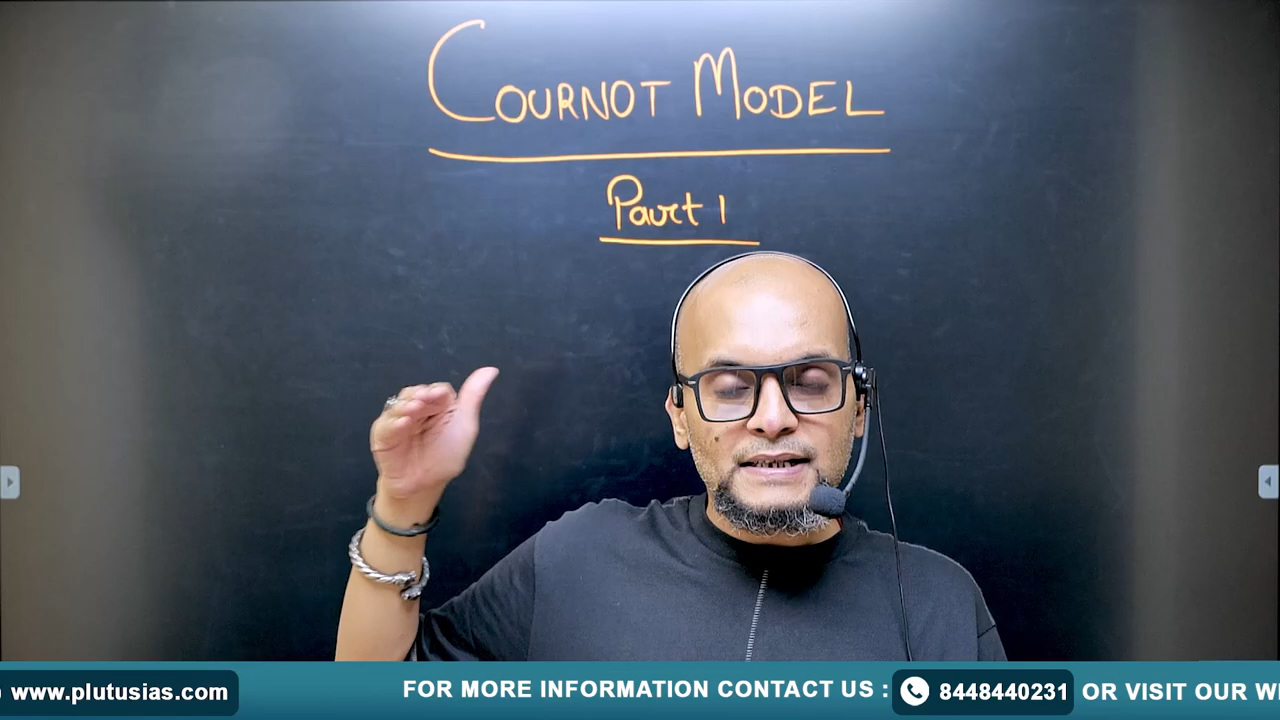 COURNOT MODEL
Part 1
www.plutusias.com FOR MORE INFORMATION CONTACT US : 8448440231 OR VISIT OUR